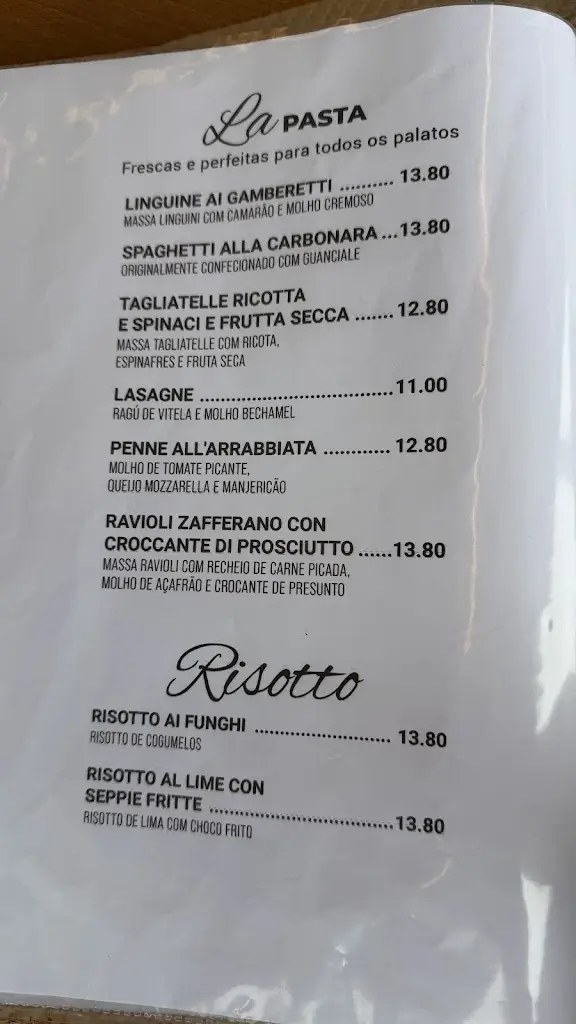 La PASTA
Frescas e perfeitas para todos os palatos
LINGUINE AI GAMBERETTI .......... 13.80
MASSA LINGUINI COM CAMARÃO E MOLHO CREMOSO
SPAGHETTI ALLA CARBONARA ...13.80
ORIGINALMENTE CONFECIONADO COM GUANCIALE
TAGLIATELLE RICOTTA
E SPINACI E FRUTTA SECCA ....... 12.80
MASSA TAGLIATELLE COM RICOTA,
ESPINAFRES E FRUTA SECA
LASAGNE .......................................11.00
RAGÚ DE VITELA E MOLHO BECHAMEL
PENNE ALL'ARRABBIATA ............ 12.80
MOLHO DE TOMATE PICANTE,
QUEIJO MOZZARELLA E MANJERIÇÃO
RAVIOLI ZAFFERANO CON
CROCCANTE DI PROSCIUTTO ......13.80
MASSA RAVIOLI COM RECHEIO DE CARNE PICADA,
MOLHO DE AÇAFRÃO E CROCANTE DE PRESUNTO
Risotto
RISOTTO AI FUNGHI ........................... 13.80
RISOTTO DE COGUMELOS
RISOTTO AL LIME CON
SEPPIE FRITTE .....................................13.80
RISOTTO DE LIMA COM CHOCO FRITO